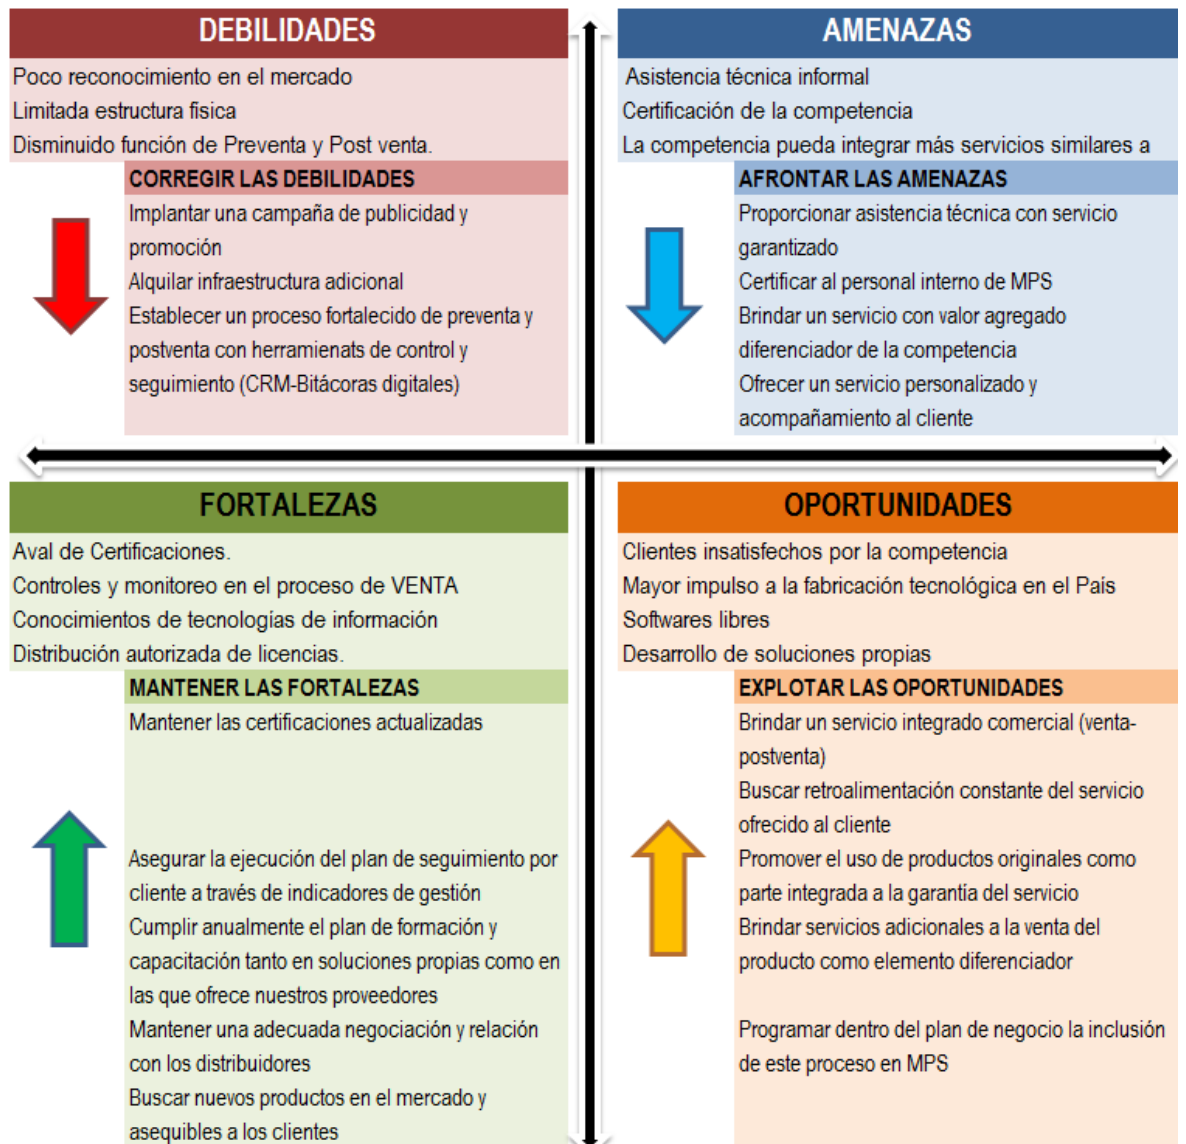 DEBILIDADES
Poco reconocimiento en el mercado
Limitada estructura física
Disminuido función de Preventa y Post venta.
CORREGIR LAS DEBILIDADES
Implantar una campaña de publicidad y
promoción
Alquilar infraestructura adicional
Establecer un proceso fortalecido de preventa y
postventa con herramienats de control y
seguimiento (CRM-Bitácoras digitales)
AMENAZAS
Asistencia técnica informal
Certificación de la competencia
La competencia pueda integrar más servicios similares a
AFRONTAR LAS AMENAZAS
Proporcionar asistencia técnica con servicio
garantizado
Certificar al personal interno de MPS
Brindar un servicio con valor agregado
diferenciador de la competencia
Ofrecer un servicio personalizado y
acompañamiento al cliente
FORTALEZAS
Aval de Certificaciones.
Controles y monitoreo en el proceso de VENTA
Conocimientos de tecnologías de información
Distribución autorizada de licencias.
MANTENER LAS FORTALEZAS
Mantener las certificaciones actualizadas
Asegurar la ejecución del plan de seguimiento por
cliente a través de indicadores de gestión
Cumplir anualmente el plan de formación y
capacitación tanto en soluciones propias como en
las que ofrece nuestros proveedores
Mantener una adecuada negociación y relación
con los distribuidores
Buscar nuevos productos en el mercado y
asequibles a los clientes
OPORTUNIDADES
Clientes insatisfechos por la competencia
Mayor impulso a la fabricación tecnológica en el País
Softwares libres
Desarrollo de soluciones propias
EXPLOTAR LAS OPORTUNIDADES
Brindar un servicio integrado comercial (venta-
postventa)
Buscar retroalimentación constante del servicio
ofrecido al cliente
Promover el uso de productos originales como
parte integrada a la garantía del servicio
Brindar servicios adicionales a la venta del
producto como elemento diferenciador
Programar dentro del plan de negocio la inclusión
de este proceso en MPS